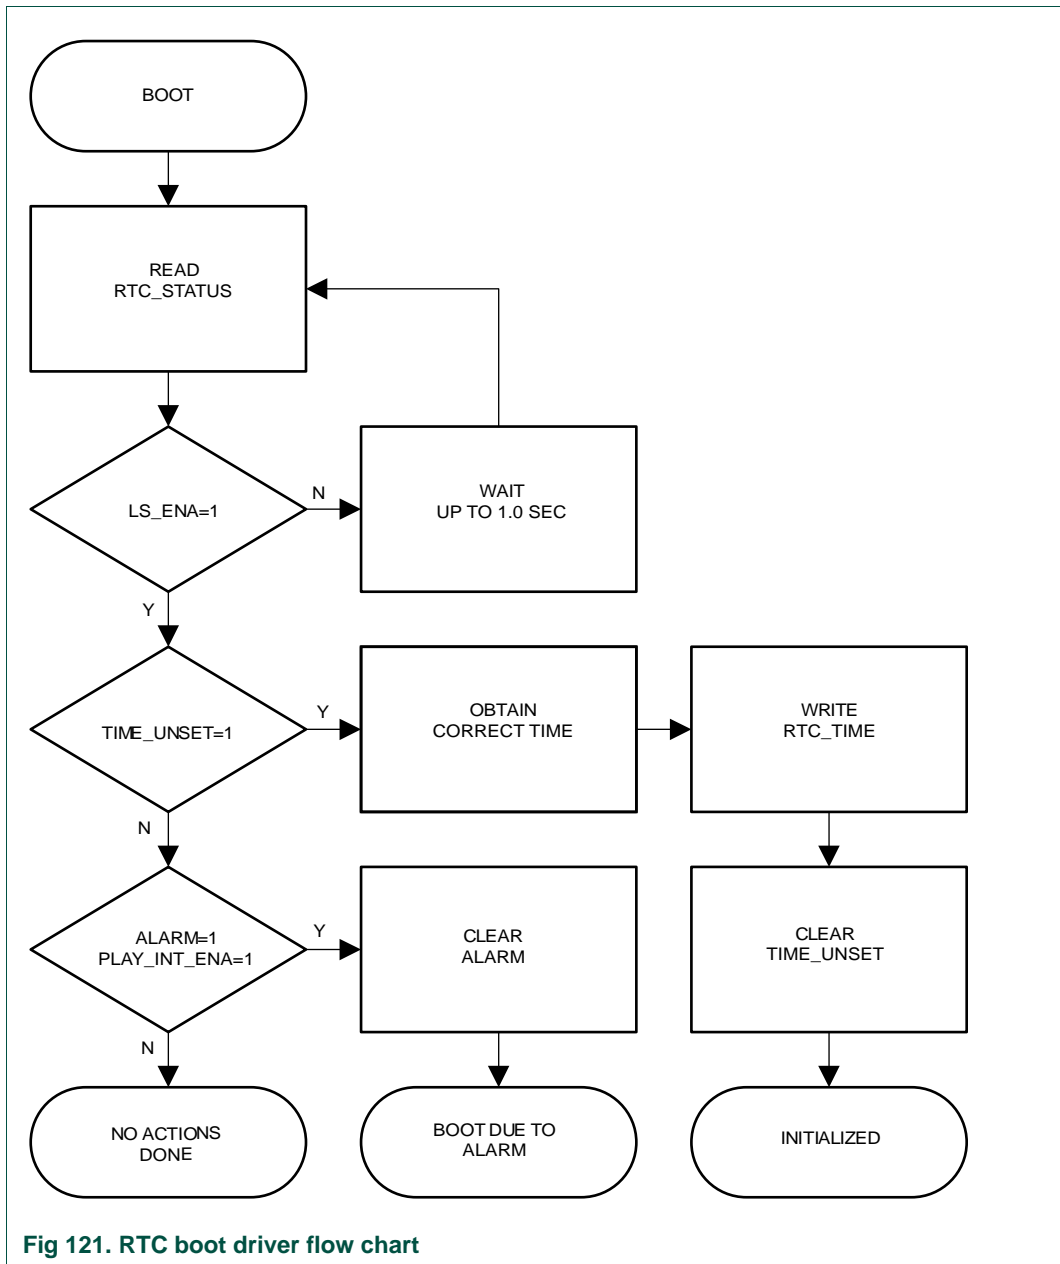 BOOT
READ
RTC_STATUS
LS_ENA=1
N
WAIT
UP TO 1.0 SEC
Y
TIME_UNSET=1
Y
OBTAIN
CORRECT TIME
WRITE
RTC_TIME
N
ALARM=1
PLAY_INT_ENA=1
Y
CLEAR
ALARM
CLEAR
TIME_UNSET
N
NO ACTIONS
DONE
BOOT DUE TO
ALARM
INITIALIZED
Fig 121. RTC boot driver flow chart